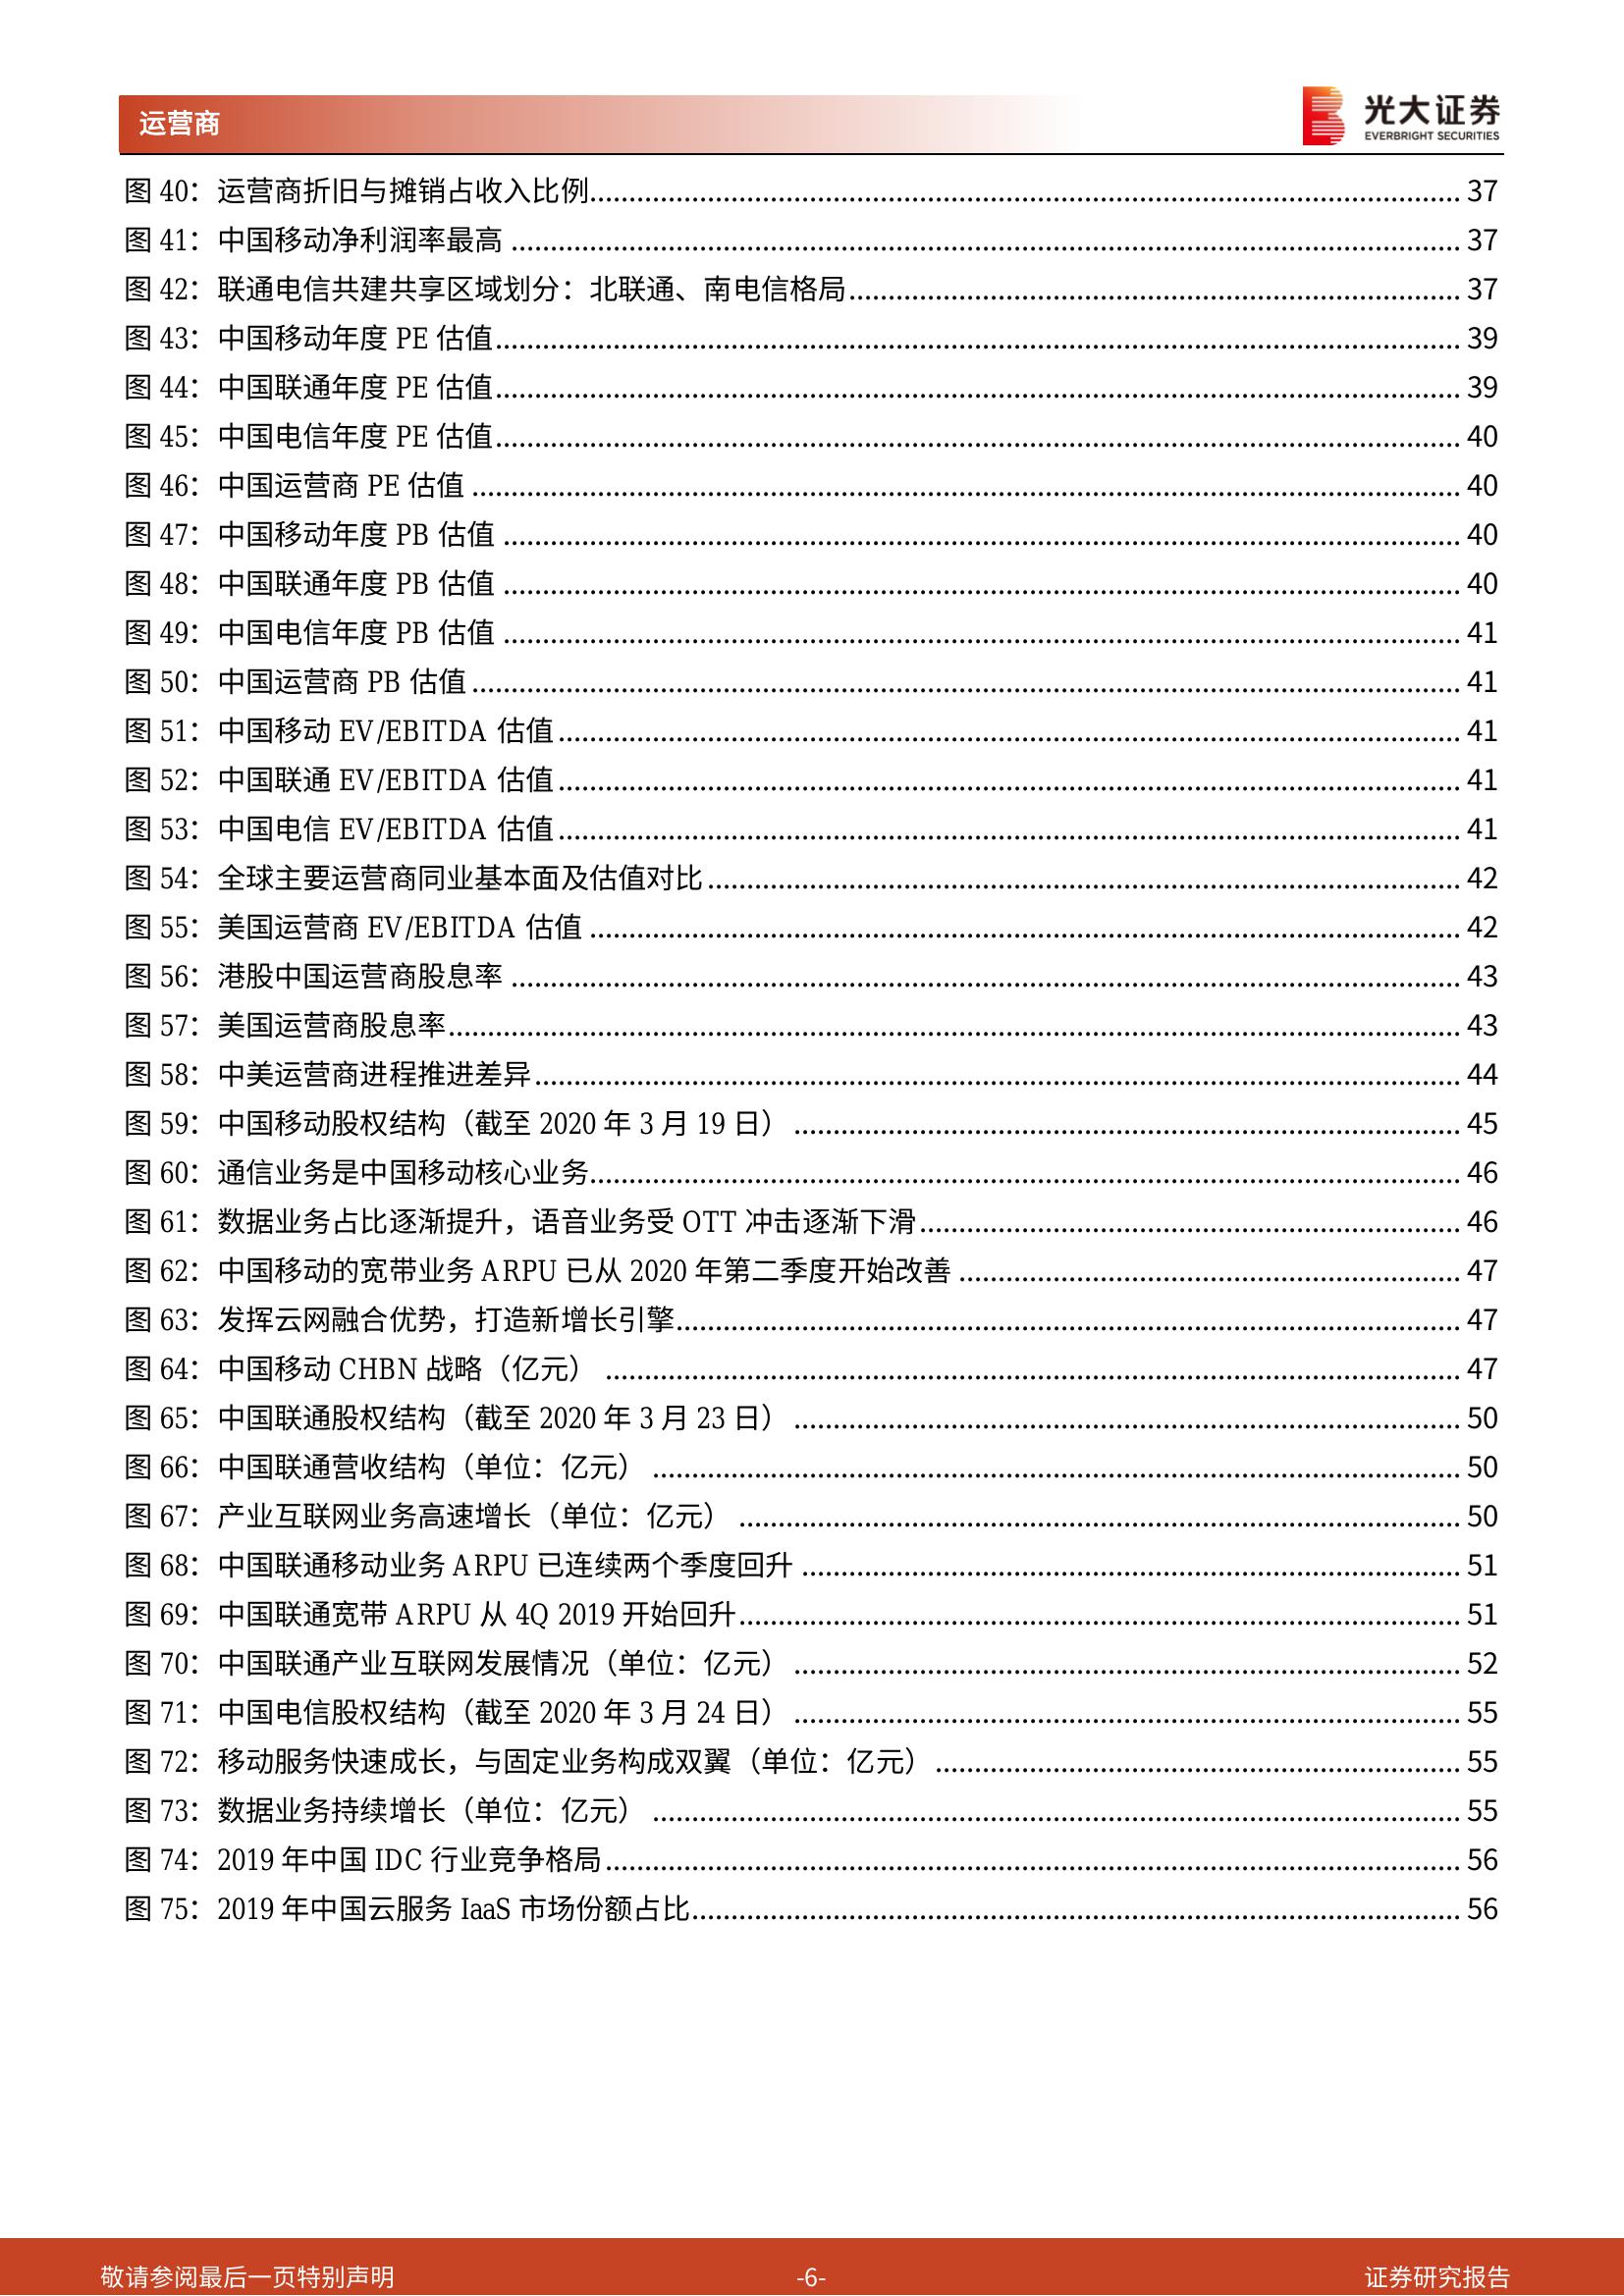 运营商
光大证券
EVERBRIGHT SECURITIES
图 40：运营商折旧与摊销占收入比例 37
图 41：中国移动净利润率最高 37
图 42：联通电信共建共享区域划分：北联通、南电信格局 37
图 43：中国移动年度 PE 估值 39
图 44：中国联通年度 PE 估值 39
图 45：中国电信年度 PE 估值 40
图 46：中国运营商 PE 估值 40
图 47：中国移动年度 PB 估值 40
图 48：中国联通年度 PB 估值 40
图 49：中国电信年度 PB 估值 41
图 50：中国运营商 PB 估值 41
图 51：中国移动 EV/EBITDA 估值 41
图 52：中国联通 EV/EBITDA 估值 41
图 53：中国电信 EV/EBITDA 估值 41
图 54：全球主要运营商同业基本面及估值对比 42
图 55：美国运营商 EV/EBITDA 估值 42
图 56：港股中国运营商股息率 43
图 57：美国运营商股息率 43
图 58：中美运营商进程推进差异 44
图 59：中国移动股权结构（截至 2020 年 3 月 19 日） 45
图 60：通信业务是中国移动核心业务 46
图 61：数据业务占比逐渐提升，语音业务受 OTT 冲击逐渐下滑 46
图 62：中国移动的宽带业务 ARPU 已从 2020 年第二季度开始改善 47
图 63：发挥云网融合优势，打造新增长引擎 47
图 64：中国移动 CHBN 战略（亿元） 47
图 65：中国联通股权结构（截至 2020 年 3 月 23 日） 50
图 66：中国联通营收结构（单位：亿元） 50
图 67：产业互联网业务高速增长（单位：亿元） 50
图 68：中国联通移动业务 ARPU 已连续两个季度回升 51
图 69：中国联通宽带 ARPU 从 4Q 2019 开始回升 51
图 70：中国联通产业互联网发展情况（单位：亿元） 52
图 71：中国电信股权结构（截至 2020 年 3 月 24 日） 55
图 72：移动服务快速成长，与固定业务构成双翼（单位：亿元） 55
图 73：数据业务持续增长（单位：亿元） 55
图 74：2019 年中国 IDC 行业竞争格局 56
图 75：2019 年中国云服务 IaaS 市场份额占比 56
敬请参阅最后一页特别声明
-6-
证券研究报告